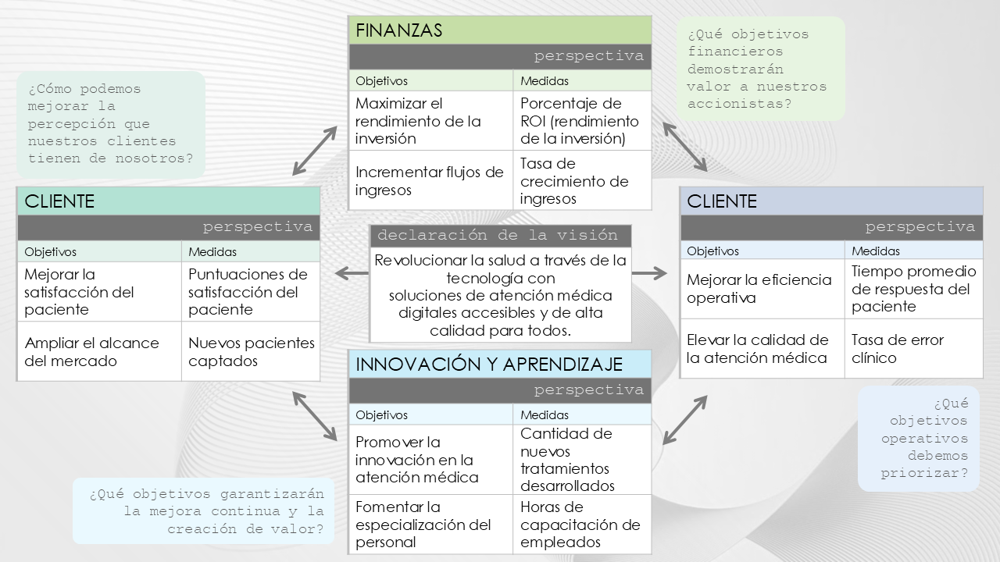 FINANZAS
perspectiva
Objetivos
Medidas
Maximizar el
rendimiento de la
inversión
Porcentaje de
ROI (rendimiento
de la inversión)
Incrementar flujos de
ingresos
Tasa de
crecimiento de
ingresos
¿Qué objetivos
financieros
demostrarán
valor a nuestros
accionistas?
¿Cómo podemos
mejorar la
percepción que
nuestros clientes
tienen de nosotros?
CLIENTE
perspectiva
Objetivos
Medidas
Mejorar la
satisfacción del
paciente
Puntuaciones de
satisfacción del
paciente
Ampliar el alcance
del mercado
Nuevos pacientes
captados
declaración de la visión
Revolucionar la salud a través de la
tecnología con
soluciones de atención médica
digitales accesibles y de alta
calidad para todos.
CLIENTE
perspectiva
Objetivos
Medidas
Mejorar la eficiencia
operativa
Tiempo promedio
de respuesta del
paciente
Elevar la calidad de
la atención médica
Tasa de error
clínico
INNOVACIÓN Y APRENDIZAJE
perspectiva
Objetivos
Medidas
Promover la
innovación en la
atención médica
Cantidad de
nuevos
tratamientos
desarrollados
Fomentar la
especialización del
personal
Horas de
capacitación de
empleados
¿Qué
objetivos
operativos
debemos
priorizar?
¿Qué objetivos garantizarán
la mejora continua y la
creación de valor?